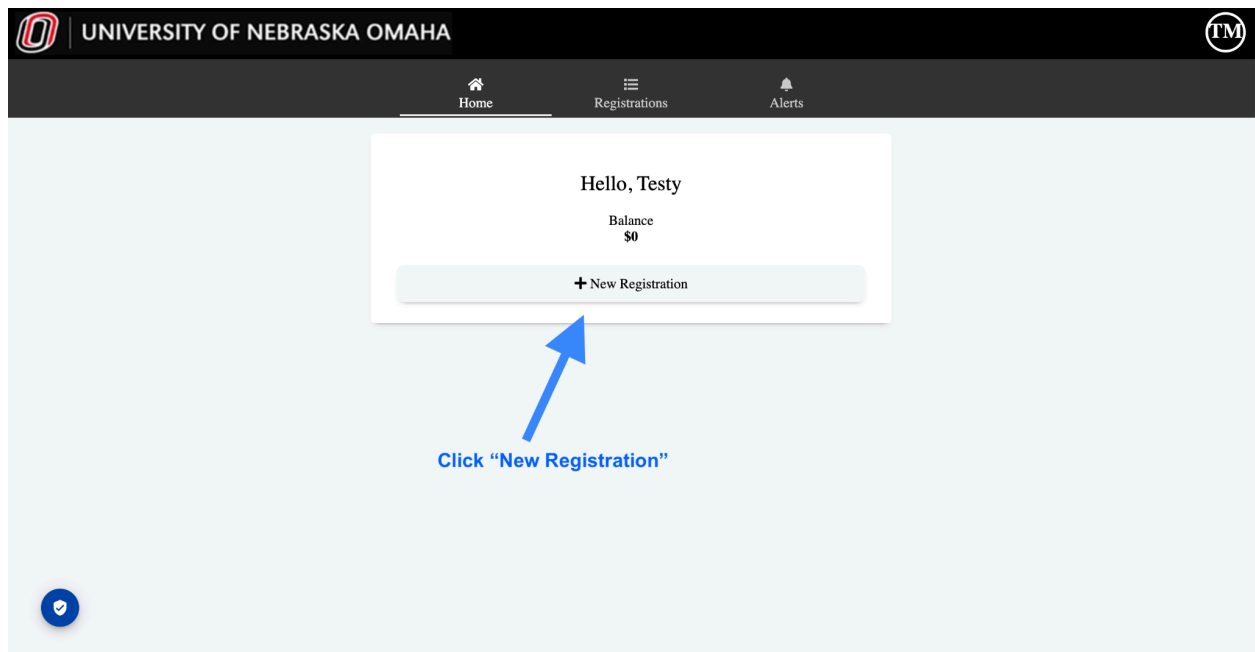 UNIVERSITY OF NEBRASKA OMAHA
TM
Home
Registrations
Alerts
Hello, Testy
Balance
$0
New Registration
Click “New Registration”